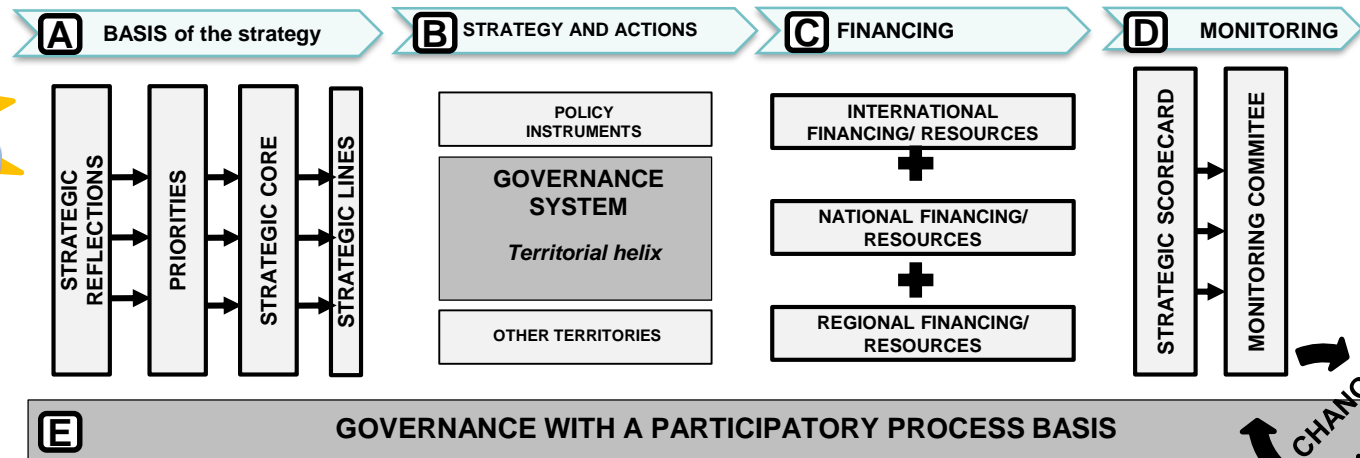 A BASIS of the strategy
B STRATEGY AND ACTIONS
C FINANCING
D MONITORING
STRATEGIC
REFLECTIONS
PRIORITIES
STRATEGIC CORE
STRATEGIC LINES
POLICY
INSTRUMENTS
GOVERNANCE
SYSTEM
Territorial helix
OTHER TERRITORIES
INTERNATIONAL
FINANCING/ RESOURCES
NATIONAL FINANCING/
RESOURCES
REGIONAL FINANCING/
RESOURCES
STRATEGIC SCORECARD
MONITORING COMMITEE
E GOVERNANCE WITH A PARTICIPATORY PROCESS BASIS